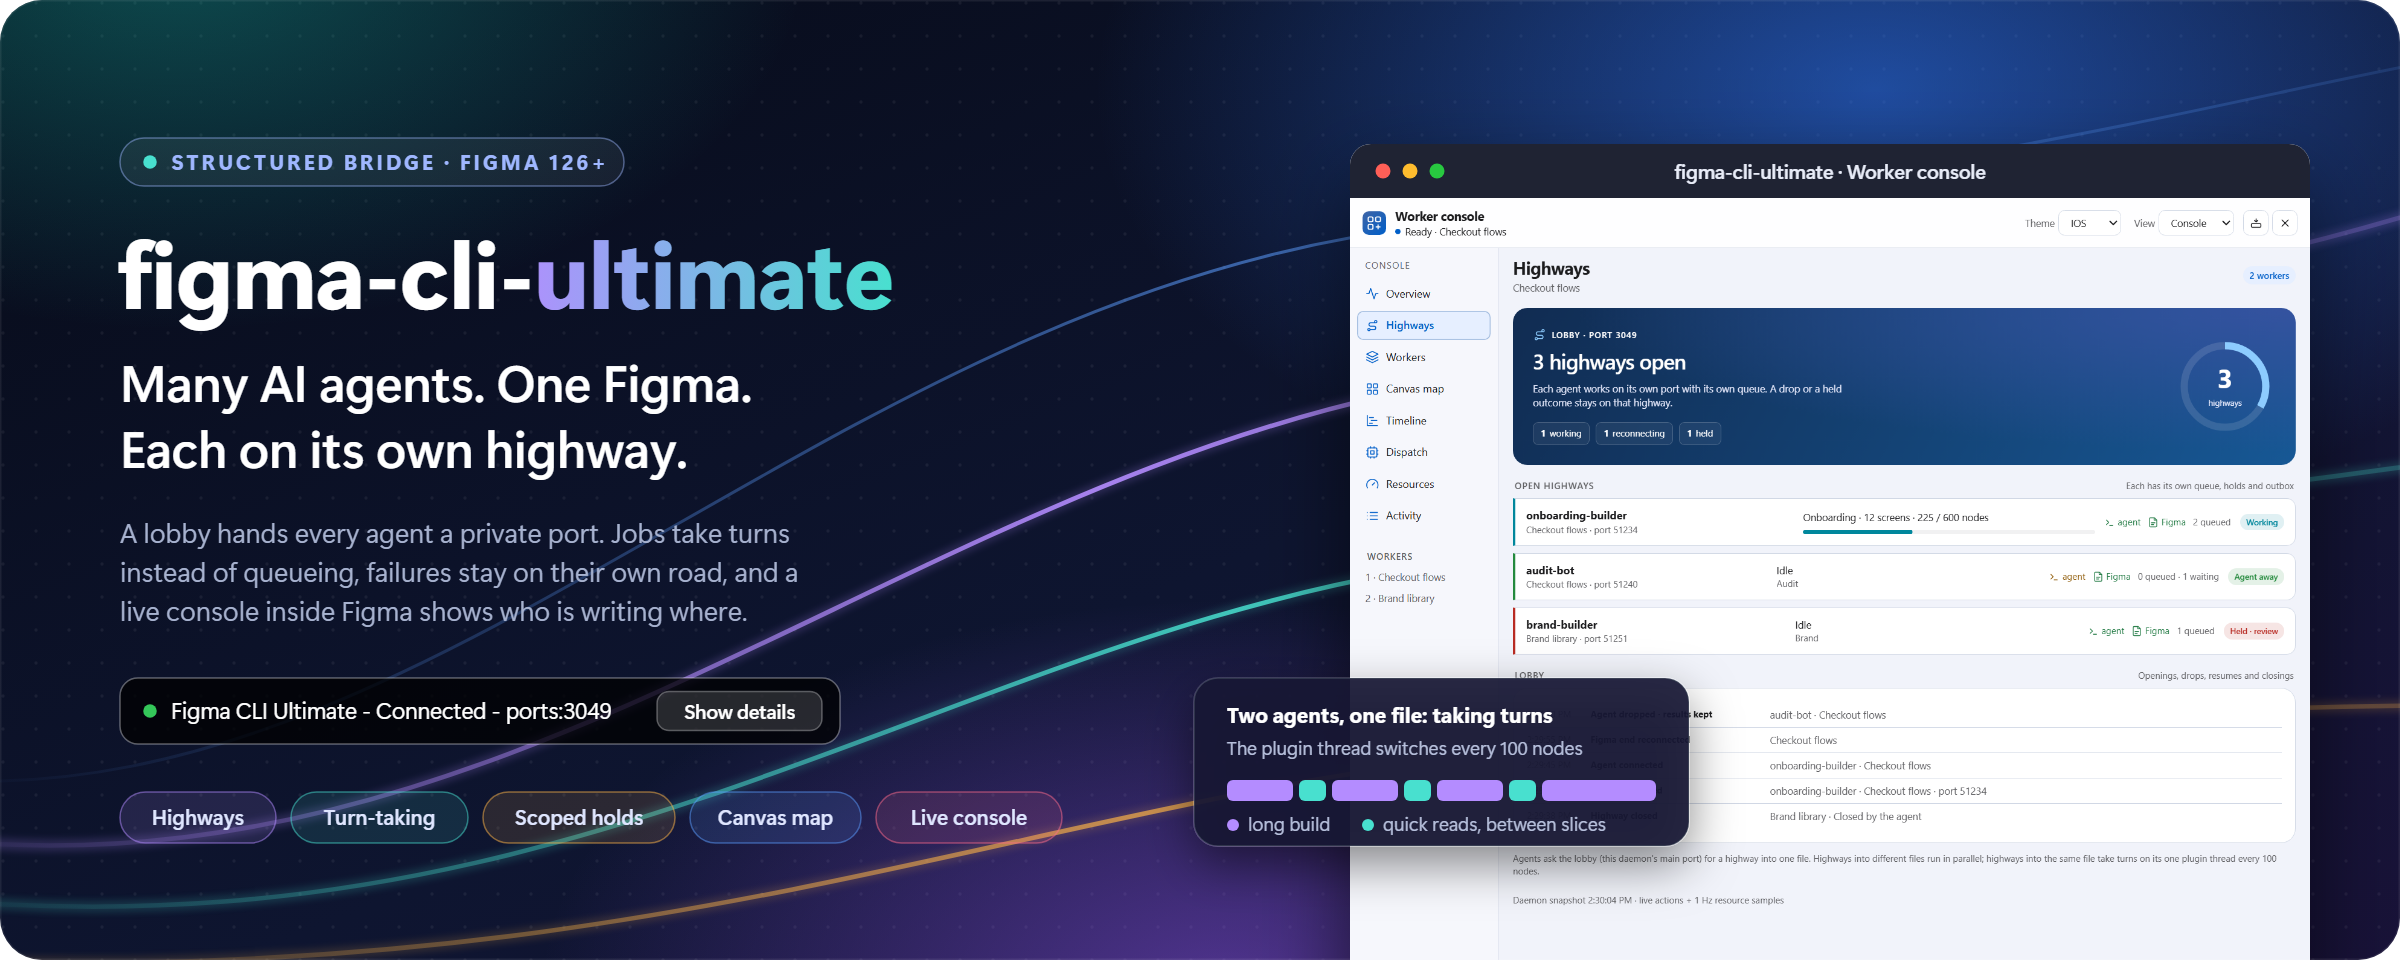 STRUCTURED BRIDGE · FIGMA 126+
figma-cli-ultimate
Many AI agents. One Figma.
Each on its own highway.
A lobby hands every agent a private port. Jobs take turns
instead of queueing, failures stay on their own road, and a
live console inside Figma shows who is writing where.
Figma CLI Ultimate - Connected - ports:3049
Show details
Highways
Turn-taking
Scoped holds
Canvas map
Live console
figma-cli-ultimate · Worker console
Worker console
Ready · Checkout flows
Theme
IOS
View
Console
CONSOLE
Overview
Highways
Workers
Canvas map
Timeline
Dispatch
Resources
Activity
WORKERS
1 · Checkout flows
2 · Brand library
Highways
Checkout flows
2 workers
LOBBY · PORT 3049
3 highways open
Each agent works on its own port with its own queue. A drop or a held
outcome stays on that highway.
1 working
1 reconnecting
1 held
3
highways
OPEN HIGHWAYS
Each has its own queue, holds and outbox
onboarding-builder
Checkout flows · port 51234
Onboarding · 12 screens · 225 / 600 nodes
agent
Figma
2 queued
Working
audit-bot
Checkout flows · port 51240
Idle
Audit
agent
Figma
0 queued · 1 waiting
Agent away
brand-builder
Brand library · port 51251
Idle
Brand
agent
Figma
1 queued
Held · review
LOBBY
Openings, drops, resumes and closings
Agent dropped · results kept
audit-bot · Checkout flows
Checkout flows
onboarding-builder · Checkout flows
onboarding-builder · Checkout flows · port 51234
Brand library · Closed by the agent
Two agents, one file: taking turns
The plugin thread switches every 100 nodes
long build
quick reads, between slices
Agents ask the lobby (this daemon's main port) for a highway into one file. Highways into different files run in parallel; highways into the same file take turns on its one plugin thread every 100
nodes.
Daemon snapshot 2:30:04 PM · live actions + 1 Hz resource samples